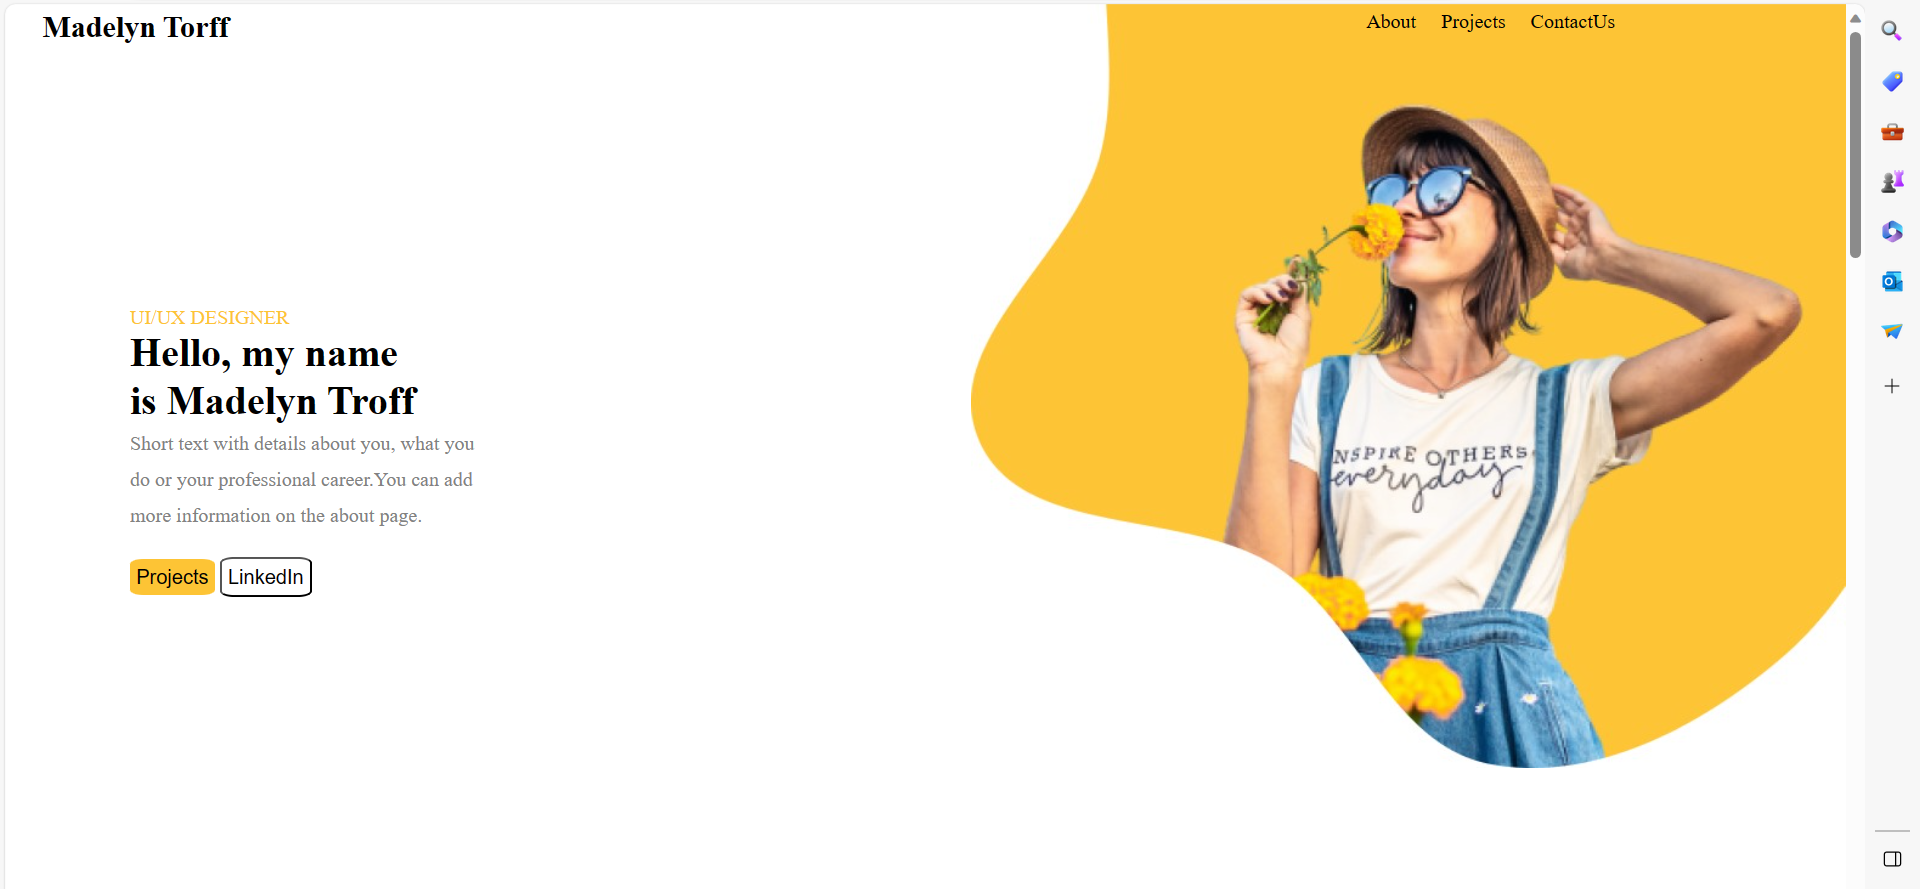 Madelyn Torff
About Projects ContactUs
UI/UX DESIGNER
Hello, my name
is Madelyn Troff
Short text with details about you, what you
do or your professional career.You can add
more information on the about page.
Projects LinkedIn
NSPIRE OTHERS
everyday